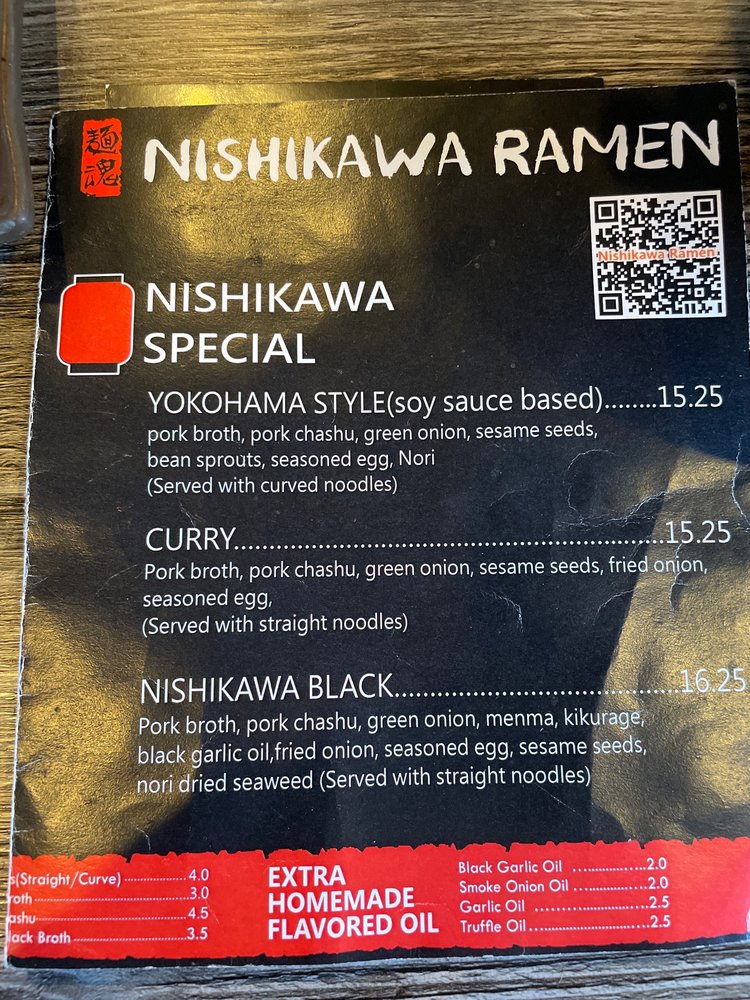 麺魂
NISHIKAWA RAMEN
Nishikawa Ramen
NISHIKAWA
SPECIAL
YOKOHAMA STYLE(soy sauce based)........15.25
pork broth, pork chashu, green onion, sesame seeds,
bean sprouts, seasoned egg, Nori
(Served with curved noodles)
CURRY............................................................15.25
Pork broth, pork chashu, green onion, sesame seeds, fried onion,
seasoned egg,
(Served with straight noodles)
NISHIKAWA BLACK.......................................16.25
Pork broth, pork chashu, green onion, menma, kikurage,
black garlic oil,fried onion, seasoned egg, sesame seeds,
nori dried seaweed (Served with straight noodles)
(Straight/Curve)....................4.0
.............................3.0
.............................4.5
Broth.............................3.5
EXTRA
HOMEMADE
FLAVORED OIL
Black Garlic Oil ..................2.0
Smoke Onion Oil ..................2.0
Garlic Oil ..........................2.5
Truffle Oil..........................2.5